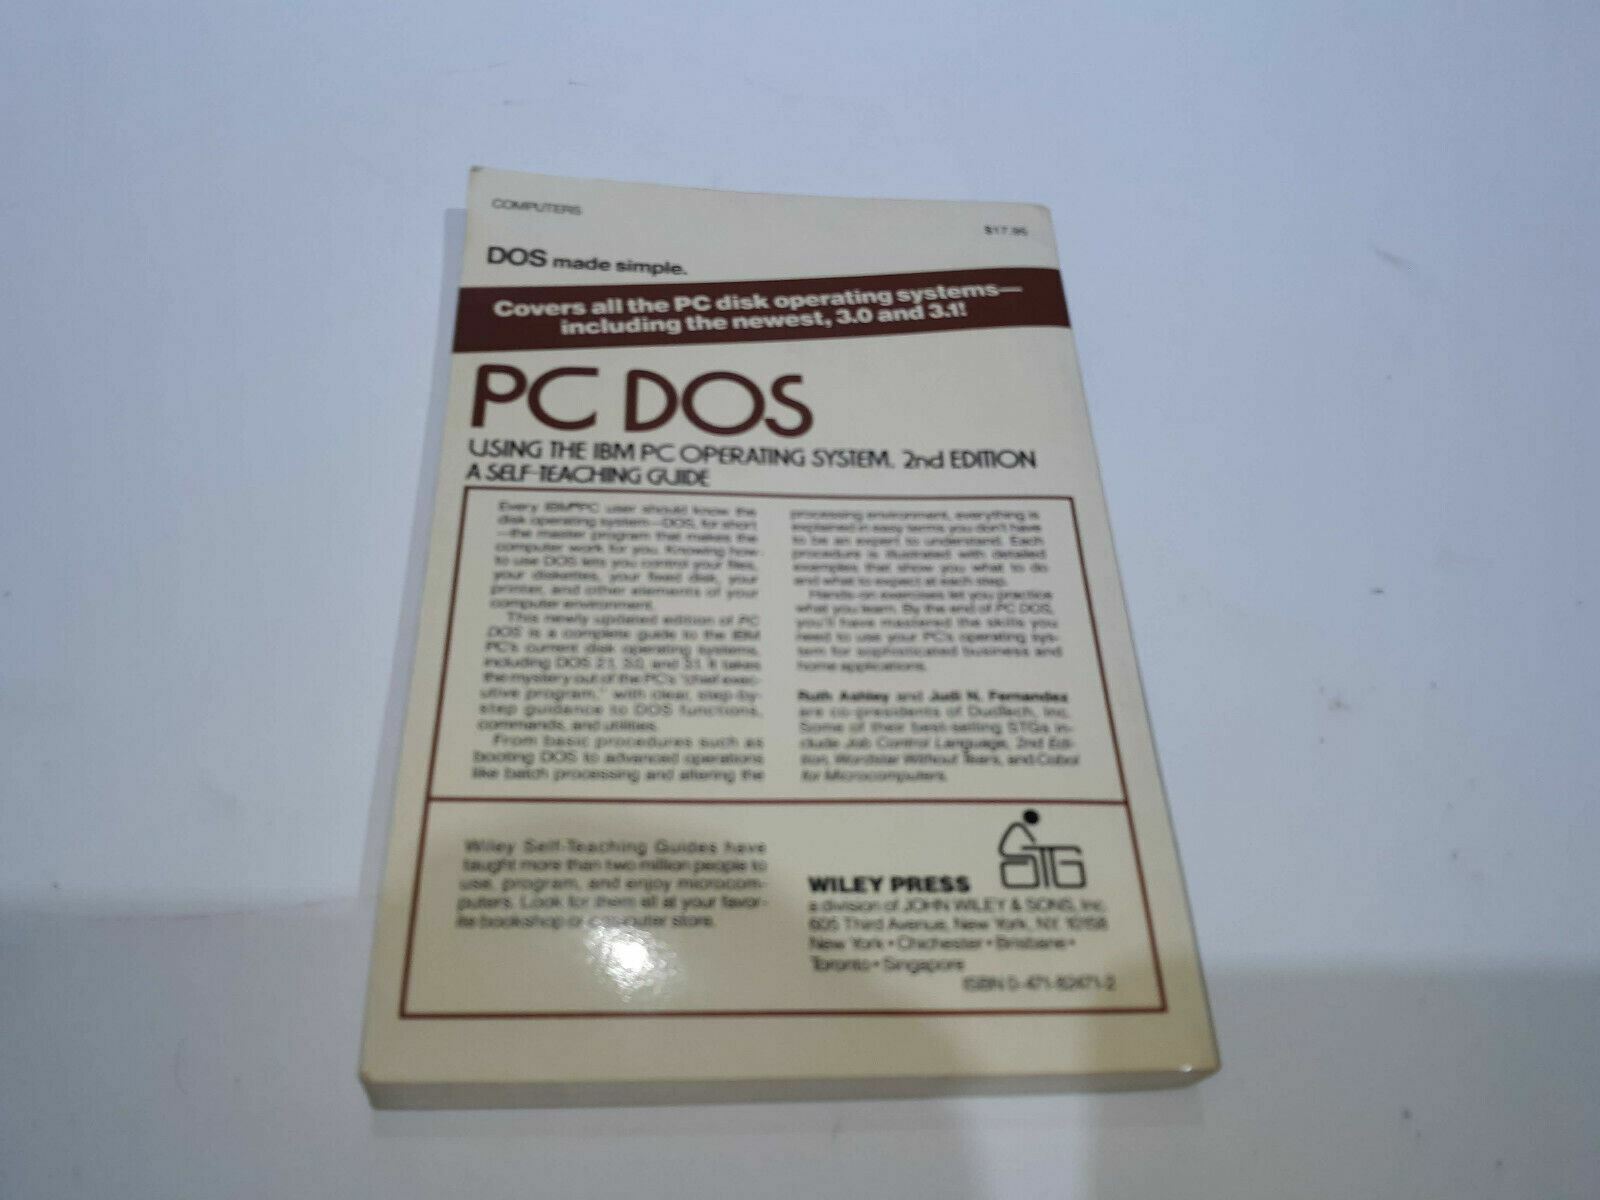 COMPUTERS
$17.95
DOS made simple.
Covers all the PC disk operating systems—
including the newest, 3.0 and 3.1!
PC DOS
USING THE IBM PC OPERATING SYSTEM. 2nd EDITION
A SELF-TEACHING GUIDE
Every IBM® PC user should know the
disk operating system—DOS, for short
—the master program that makes the
computer work for you. Knowing how
to use DOS lets you control your files,
your diskettes, your fixed disk, your
printer, and other elements of your
computer environment.
This newly updated edition of PC
DOS is a complete guide to the IBM
PC's current disk operating systems,
including DOS 2.1, 3.0, and 3.1. It takes
the mystery out of the PC's "chief exec-
utive program," with clear, step-by-
step guidance to DOS functions,
commands, and utilities.
From basic procedures such as
booting DOS to advanced operations
like batch processing and altering the
processing environment, everything is
explained in easy terms you don't have
to be an expert to understand. Each
procedure is illustrated with detailed
examples that show you what to do
and what to expect at each step.
Hands-on exercises let you practice
what you learn. By the end of PC DOS,
you'll have mastered the skills you
need to use your PC's operating sys-
tem for sophisticated business and
home applications.
Ruth Ashley and Judi N. Fernandez
are co-presidents of DuoTech, Inc.
Some of their best-selling STGs in-
clude Job Control Language, 2nd Edi-
tion, Wordstar Without Tears, and Cobol
for Microcomputers.
Wiley Self-Teaching Guides have
taught more than two million people to
use, program, and enjoy microcom-
puters. Look for them all at your favor-
ite bookshop or computer store.
STG
WILEY PRESS
a division of JOHN WILEY & SONS, Inc.
605 Third Avenue, New York, N.Y. 10158
New York • Chichester • Brisbane •
Toronto • Singapore
ISBN 0-471-82471-2